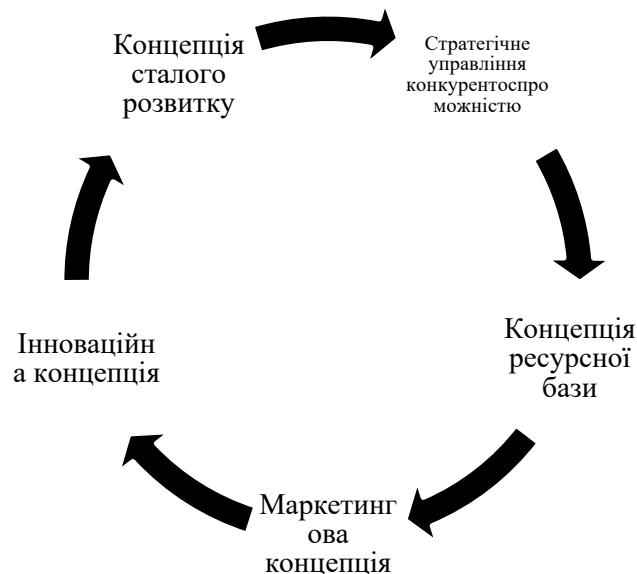 Концепція
сталого
розвитку
Стратегічне
управління
конкурентоспро
можністю
Концепція
ресурсної
бази
Маркетинг
ова
концепція
Інноваційн
а концепція